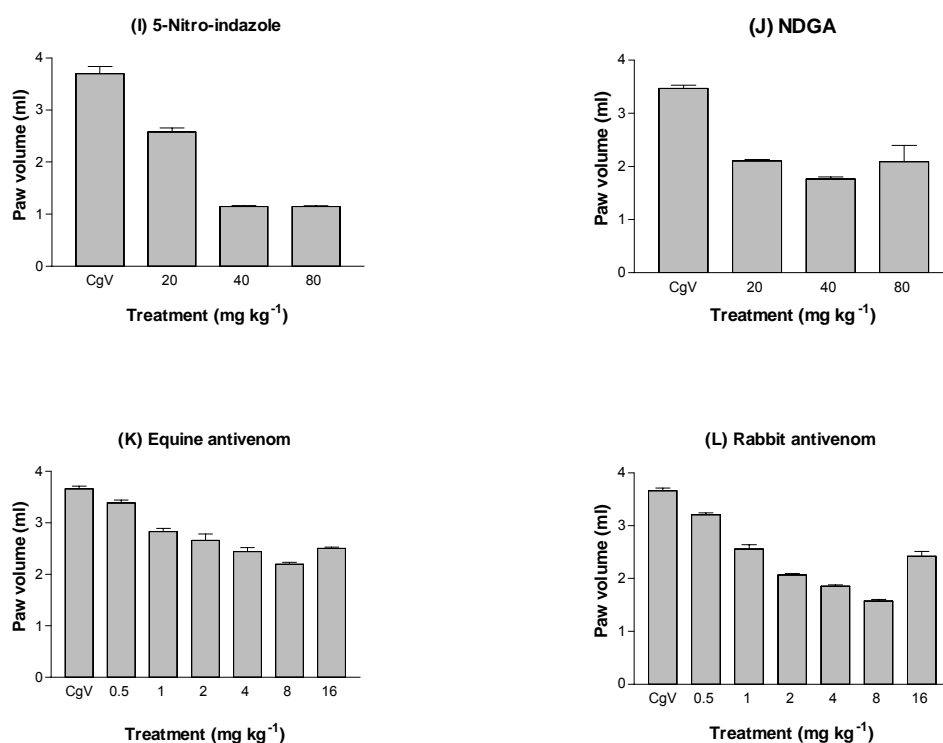 (I) 5-Nitro-indazole
Paw volume (ml)
4
3
2
1
0
CgV 20 40 80
Treatment (mg kg⁻¹)
(J) NDGA
Paw volume (ml)
4
3
2
1
0
CgV 20 40 80
Treatment (mg kg⁻¹)
(K) Equine antivenom
Paw volume (ml)
4
3
2
1
0
CgV 0.5 1 2 4 8 16
Treatment (mg kg⁻¹)
(L) Rabbit antivenom
Paw volume (ml)
4
3
2
1
0
CgV 0.5 1 2 4 8 16
Treatment (mg kg⁻¹)